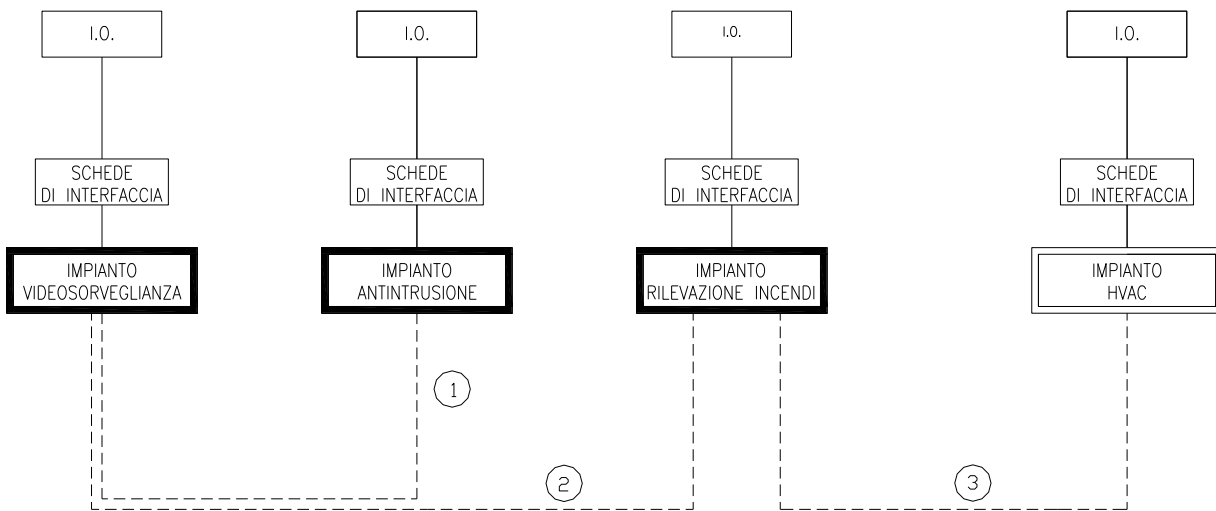 I.O.
I.O.
I.O.
I.O.
SCHEDE
DI INTERFACCIA
SCHEDE
DI INTERFACCIA
SCHEDE
DI INTERFACCIA
SCHEDE
DI INTERFACCIA
IMPIANTO
VIDEOSORVEGLIANZA
IMPIANTO
ANTINTRUSIONE
IMPIANTO
RILEVAZIONE INCENDI
IMPIANTO
HVAC
1
2
3